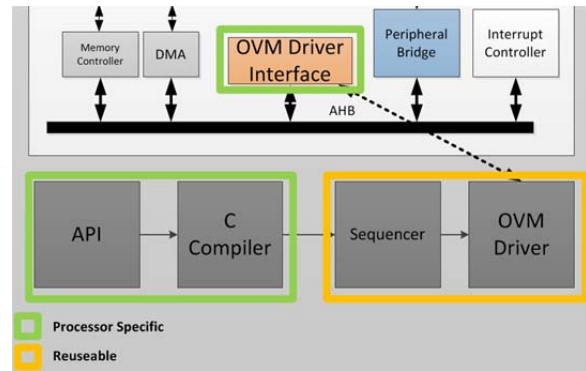 Memory
Controller
DMA
OVM Driver
Interface
Peripheral
Bridge
Interrupt
Controller
AHB
API
C
Compiler
Sequencer
OVM
Driver
Processor Specific
Reuseable